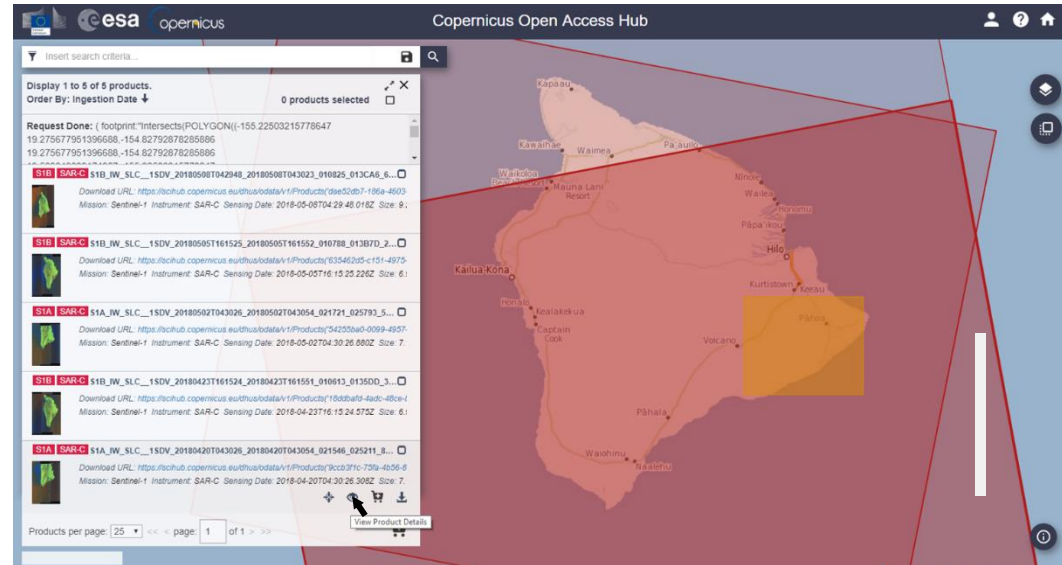 esa opernicus
Copernicus Open Access Hub
Insert search criteria...
Display 1 to 5 of 5 products.
Order By: Ingestion Date
0 products selected
Request Done: ( footprint:"Intersects(POLYGON((-155.22503215778647
19.275677951396688,-154.82792878285886
19.275677951396688,-154.82792878285886
S1B SAR-C S1B_IW_SLC__1SDV_20180508T042948_20180508T043023_010825_013CA6_6...
Download URL: https://scihub.copernicus.eu/dhus/odata/v1/Products('dae52db7-186a-4603-
Mission: Sentinel-1 Instrument: SAR-C Sensing Date: 2018-05-08T04:29:48.018Z Size: 9.
S1B SAR-C S1B_IW_SLC__1SDV_20180505T161525_20180505T161552_010788_013B7D_2...
Download URL: https://scihub.copernicus.eu/dhus/odata/v1/Products('635462d5-c151-4975-
Mission: Sentinel-1 Instrument: SAR-C Sensing Date: 2018-05-05T16:15:25.226Z Size: 6.
S1A SAR-C S1A_IW_SLC__1SDV_20180502T043026_20180502T043054_021721_025793_5...
Download URL: https://scihub.copernicus.eu/dhus/odata/v1/Products('54255ba0-0099-4957-
Mission: Sentinel-1 Instrument: SAR-C Sensing Date: 2018-05-02T04:30:26.880Z Size: 7.
S1B SAR-C S1B_IW_SLC__1SDV_20180423T161524_20180423T161551_010613_0135DD_3...
Download URL: https://scihub.copernicus.eu/dhus/odata/v1/Products('18ddbafd-4adc-48ce-
Mission: Sentinel-1 Instrument: SAR-C Sensing Date: 2018-04-23T16:15:24.575Z Size: 6.
S1A SAR-C S1A_IW_SLC__1SDV_20180420T043026_20180420T043054_021546_025211_8...
Download URL: https://scihub.copernicus.eu/dhus/odata/v1/Products('9ccb3f1c-75fa-4b56-8
Mission: Sentinel-1 Instrument: SAR-C Sensing Date: 2018-04-20T04:30:26.308Z Size: 7.
View Product Details
Products per page: 25 << < page: 1 of 1 > >>
Kapaau
Kawaihae
Waimea
Paauilo
Waikoloa
Mauna Lani
Resort
Ninole
Wailea
Honomu
Pāpa'ikou
Hilo
Kailua-Kona
Kurtistown
Keaau
Honalo
Kealakekua
Captain
Cook
Volcano
Pāhoa
Pāhala
Waiohinu
Naalehu